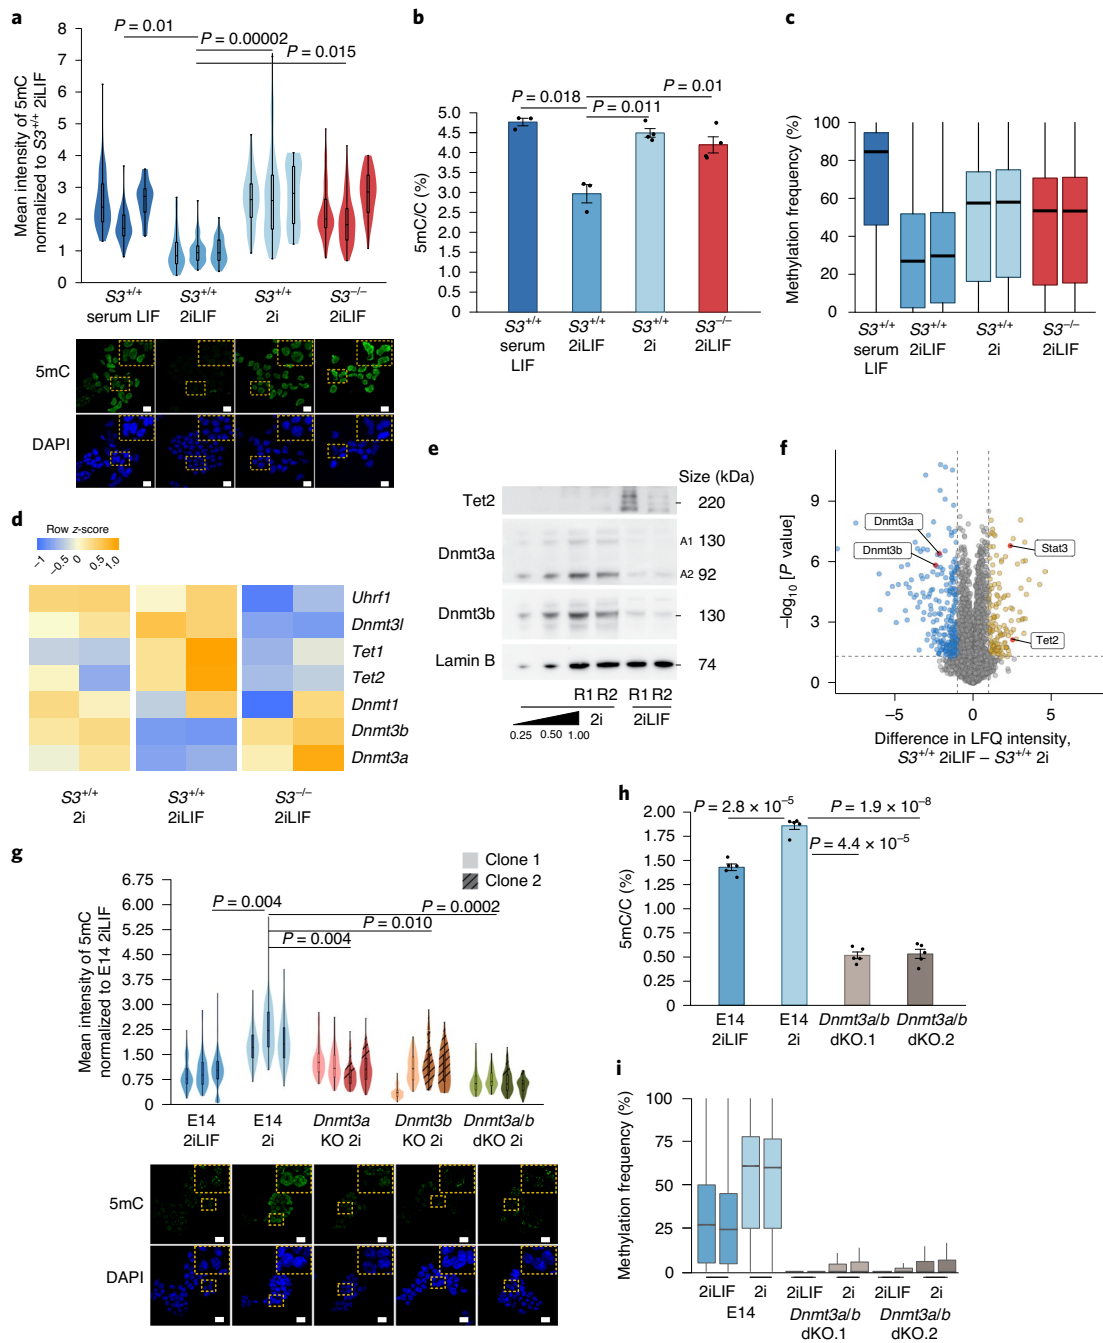 a
Mean intensity of 5mC
normalized to S3+/+ 2iLIF
8
7
6
5
4
3
2
1
0
P = 0.01
P = 0.00002
P = 0.015
S3+/+ S3+/+ S3+/+ S3–/–
serum LIF 2iLIF 2i 2iLIF
5mC
DAPI
b
5mC/C (%)
5.0
4.5
4.0
3.5
3.0
2.5
2.0
1.5
1.0
0.5
0
P = 0.01
P = 0.018
P = 0.011
S3+/+ S3+/+ S3+/+ S3–/–
serum 2iLIF 2i 2iLIF
LIF
c
Methylation frequency (%)
100
80
60
40
20
0
S3+/+ S3+/+ S3+/+ S3–/–
serum 2iLIF 2i 2iLIF
LIF
d
Row z-score
–1 –0.5 0 0.5 1.0
Uhrf1
Dnmt3l
Tet1
Tet2
Dnmt1
Dnmt3b
Dnmt3a
S3+/+ S3+/+ S3–/–
2i 2iLIF 2iLIF
e
Size (kDa)
Tet2 220
Dnmt3a A1 130
A2 92
Dnmt3b 130
Lamin B 74
R1 R2 R1 R2
2i 2iLIF
0.25 0.50 1.00
f
–log10 [P value]
9
6
3
0
Dnmt3a
Dnmt3b
Stat3
Tet2
–5 0 5
Difference in LFQ intensity,
S3+/+ 2iLIF – S3+/+ 2i
g
Clone 1
Clone 2
Mean intensity of 5mC
normalized to E14 2iLIF
6.75
6.00
5.25
4.50
3.75
3.00
2.25
1.50
0.75
0
P = 0.004
P = 0.0002
P = 0.010
P = 0.004
E14 E14 Dnmt3a Dnmt3b Dnmt3a/b
2iLIF 2i KO 2i KO 2i dKO 2i
5mC
DAPI
h
5mC/C (%)
2.00
1.75
1.50
1.25
1.00
0.75
0.50
0.25
0
P = 2.8 × 10–5
P = 1.9 × 10–8
P = 4.4 × 10–5
E14 E14 Dnmt3a/b Dnmt3a/b
2iLIF 2i dKO.1 dKO.2
i
Methylation frequency (%)
100
75
50
25
0
2iLIF 2i 2iLIF 2i 2iLIF 2i
E14 Dnmt3a/b Dnmt3a/b
dKO.1 dKO.2